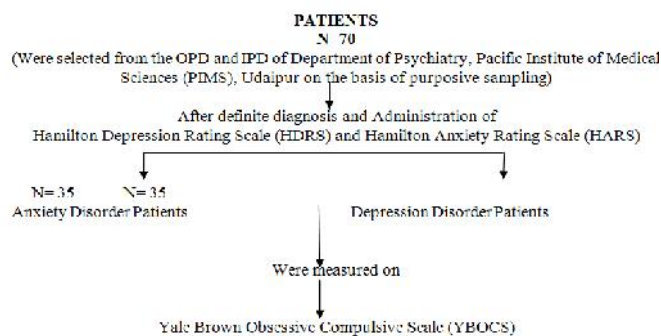 PATIENTS
N 70
(Were selected from the OPD and IPD of Department of Psychiatry, Pacific Institute of Medical
Sciences (PIMS), Udaipur on the basis of purposive sampling)
After definite diagnosis and Administration of
Hamilton Depression Rating Scale (HDRS) and Hamilton Anxiety Rating Scale (HARS)
N= 35 N= 35
Anxiety Disorder Patients Depression Disorder Patients
Were measured on
Yale Brown Obsessive Compulsive Scale (YBOCS)